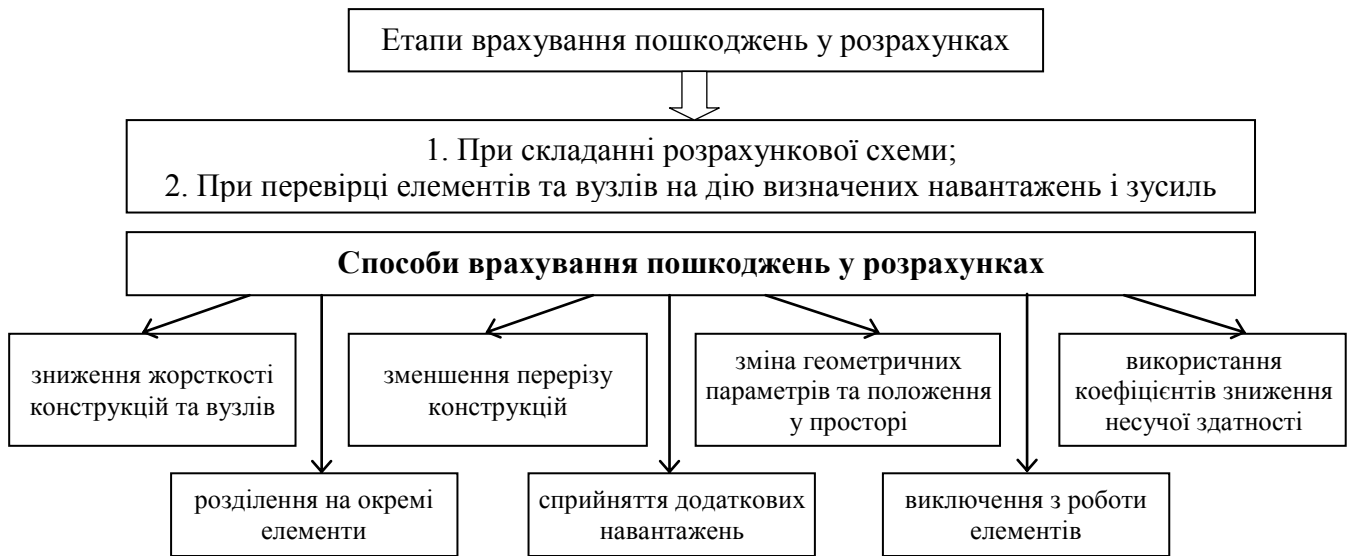 Етапи врахування пошкоджень у розрахунках
1. При складанні розрахункової схеми;
2. При перевірці елементів та вузлів на дію визначених навантажень і зусиль
Способи врахування пошкоджень у розрахунках
зниження жорсткості
конструкцій та вузлів
зменшення перерізу
конструкцій
зміна геометричних
параметрів та положення
у просторі
використання
коефіцієнтів зниження
несучої здатності
розділення на окремі
елементи
сприйняття додаткових
навантажень
виключення з роботи
елементів